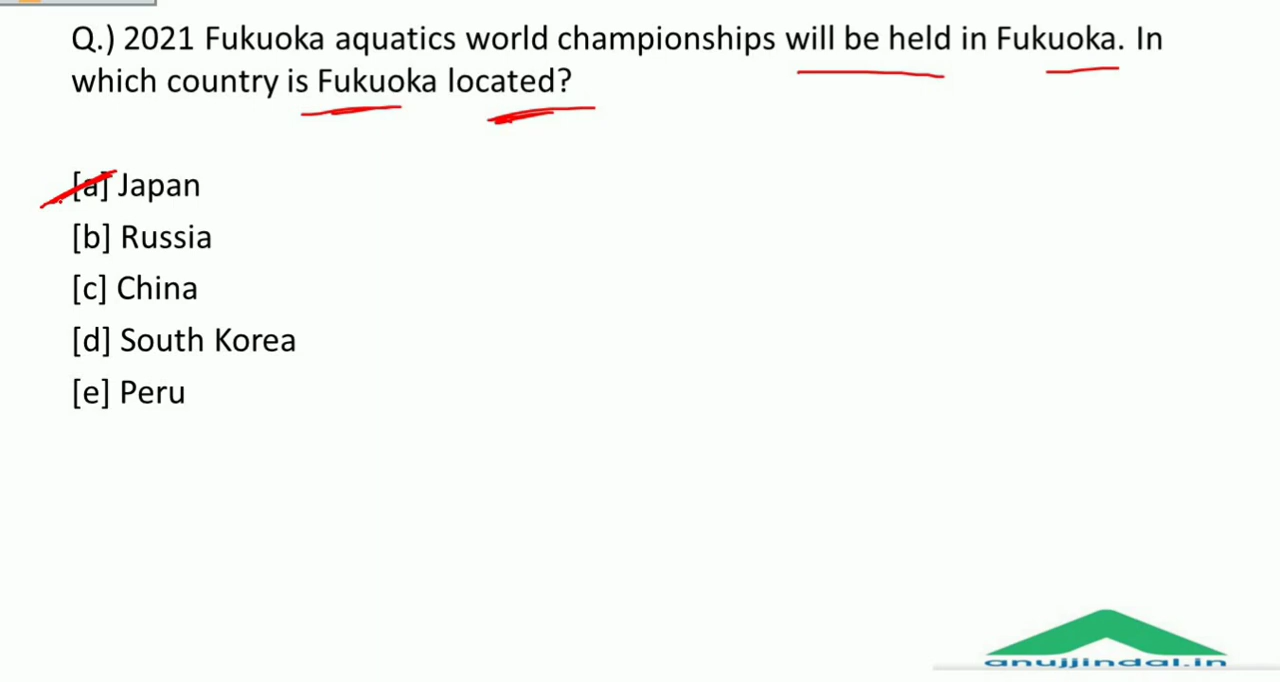 Q.) 2021 Fukuoka aquatics world championships will be held in Fukuoka. In
which country is Fukuoka located?
[a] Japan
[b] Russia
[c] China
[d] South Korea
[e] Peru
anujjindal.in